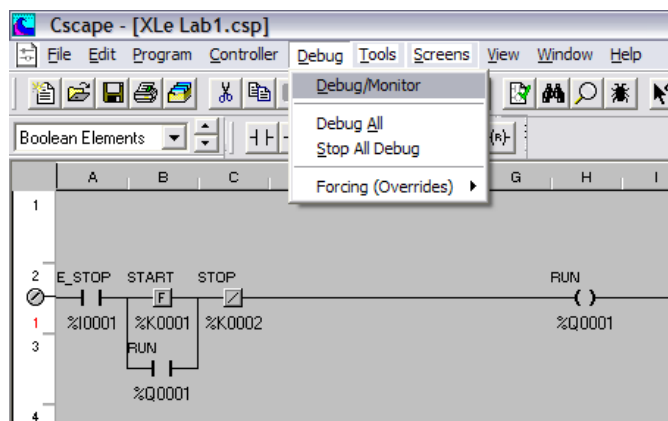 Cscape - [XLe Lab1.csp]
File Edit Program Controller Debug Tools Screens View Window Help
Debug/Monitor
Debug All
Stop All Debug
Forcing (Overrides)
Boolean Elements
(R)
A B C G H I
1
2 E_STOP START STOP RUN
F
1 %I0001 %K0001 %K0002 %Q0001
3 RUN
%Q0001
4